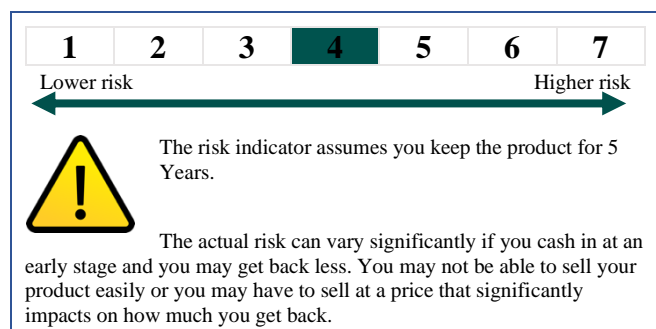 1 2 3 4 5 6 7
Lower risk Higher risk
The risk indicator assumes you keep the product for 5
Years.
The actual risk can vary significantly if you cash in at an
early stage and you may get back less. You may not be able to sell your
product easily or you may have to sell at a price that significantly
impacts on how much you get back.